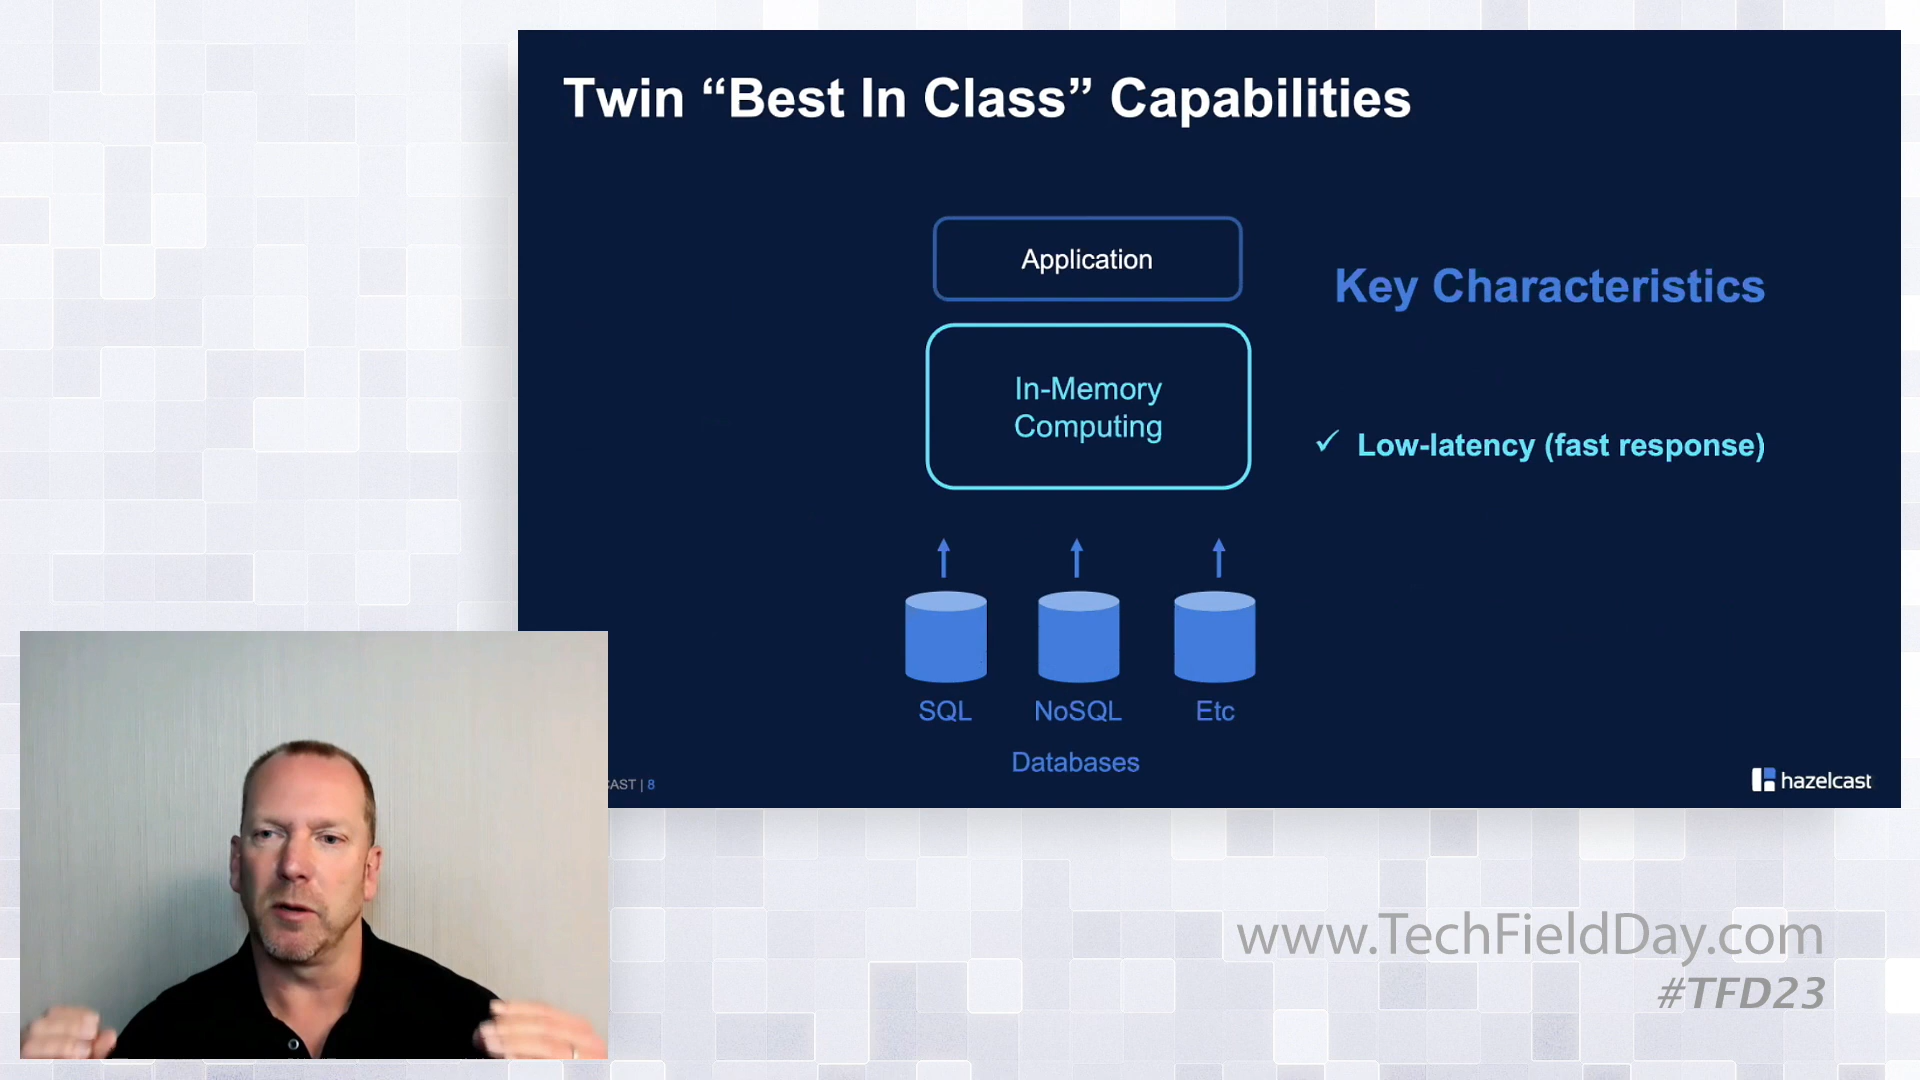 Twin “Best In Class” Capabilities
Application
Key Characteristics
In-Memory
Computing
✓ Low-latency (fast response)
SQL
NoSQL
Etc
Databases
CAST | 8
hazelcast
www.TechFieldDay.com
#TFD23